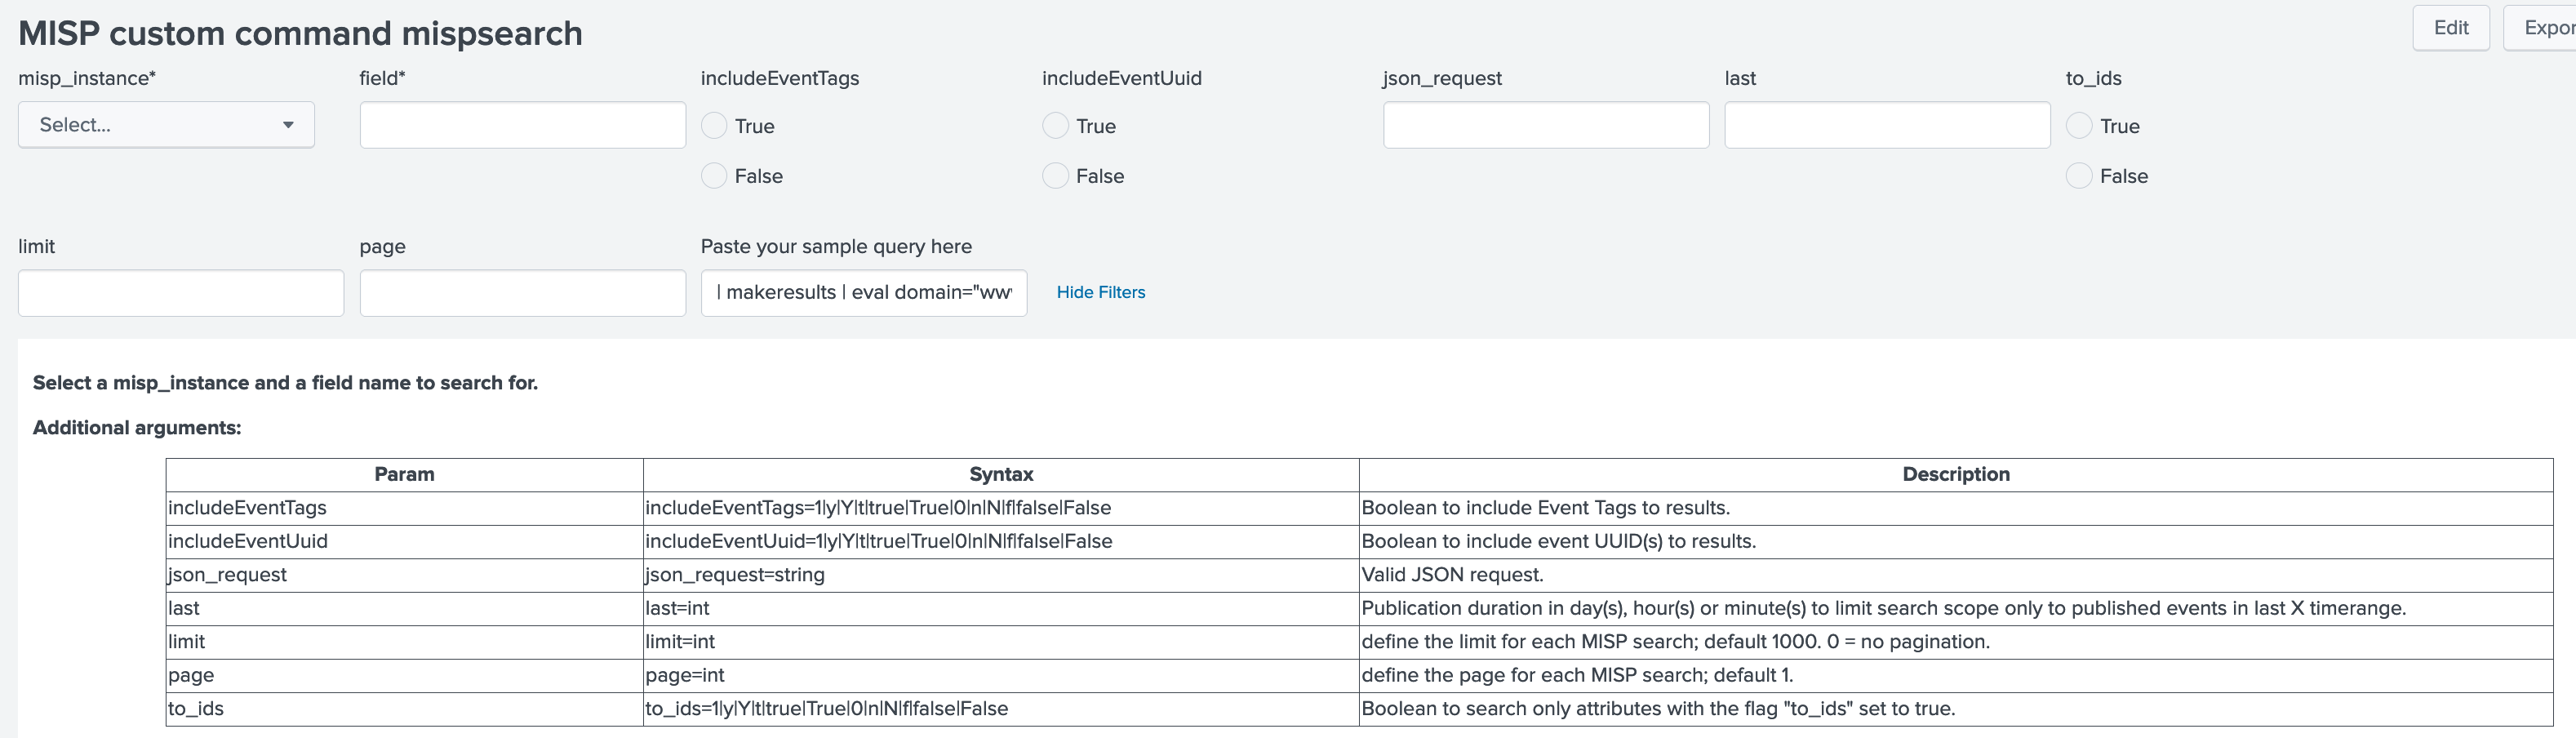 MISP custom command mispsearch
Edit
Expor
misp_instance* field* includeEventTags includeEventUuid json_request last to_ids
Select... True True True
False False False
limit page Paste your sample query here
| makeresults | eval domain="ww Hide Filters
Select a misp_instance and a field name to search for.
Additional arguments:
Param Syntax Description
includeEventTags includeEventTags=1|y|Y|t|true|True|0|n|N|f|false|False Boolean to include Event Tags to results.
includeEventUuid includeEventUuid=1|y|Y|t|true|True|0|n|N|f|false|False Boolean to include event UUID(s) to results.
json_request json_request=string Valid JSON request.
last last=int Publication duration in day(s), hour(s) or minute(s) to limit search scope only to published events in last X timerange.
limit limit=int define the limit for each MISP search; default 1000. 0 = no pagination.
page page=int define the page for each MISP search; default 1.
to_ids to_ids=1|y|Y|t|true|True|0|n|N|f|false|False Boolean to search only attributes with the flag "to_ids" set to true.